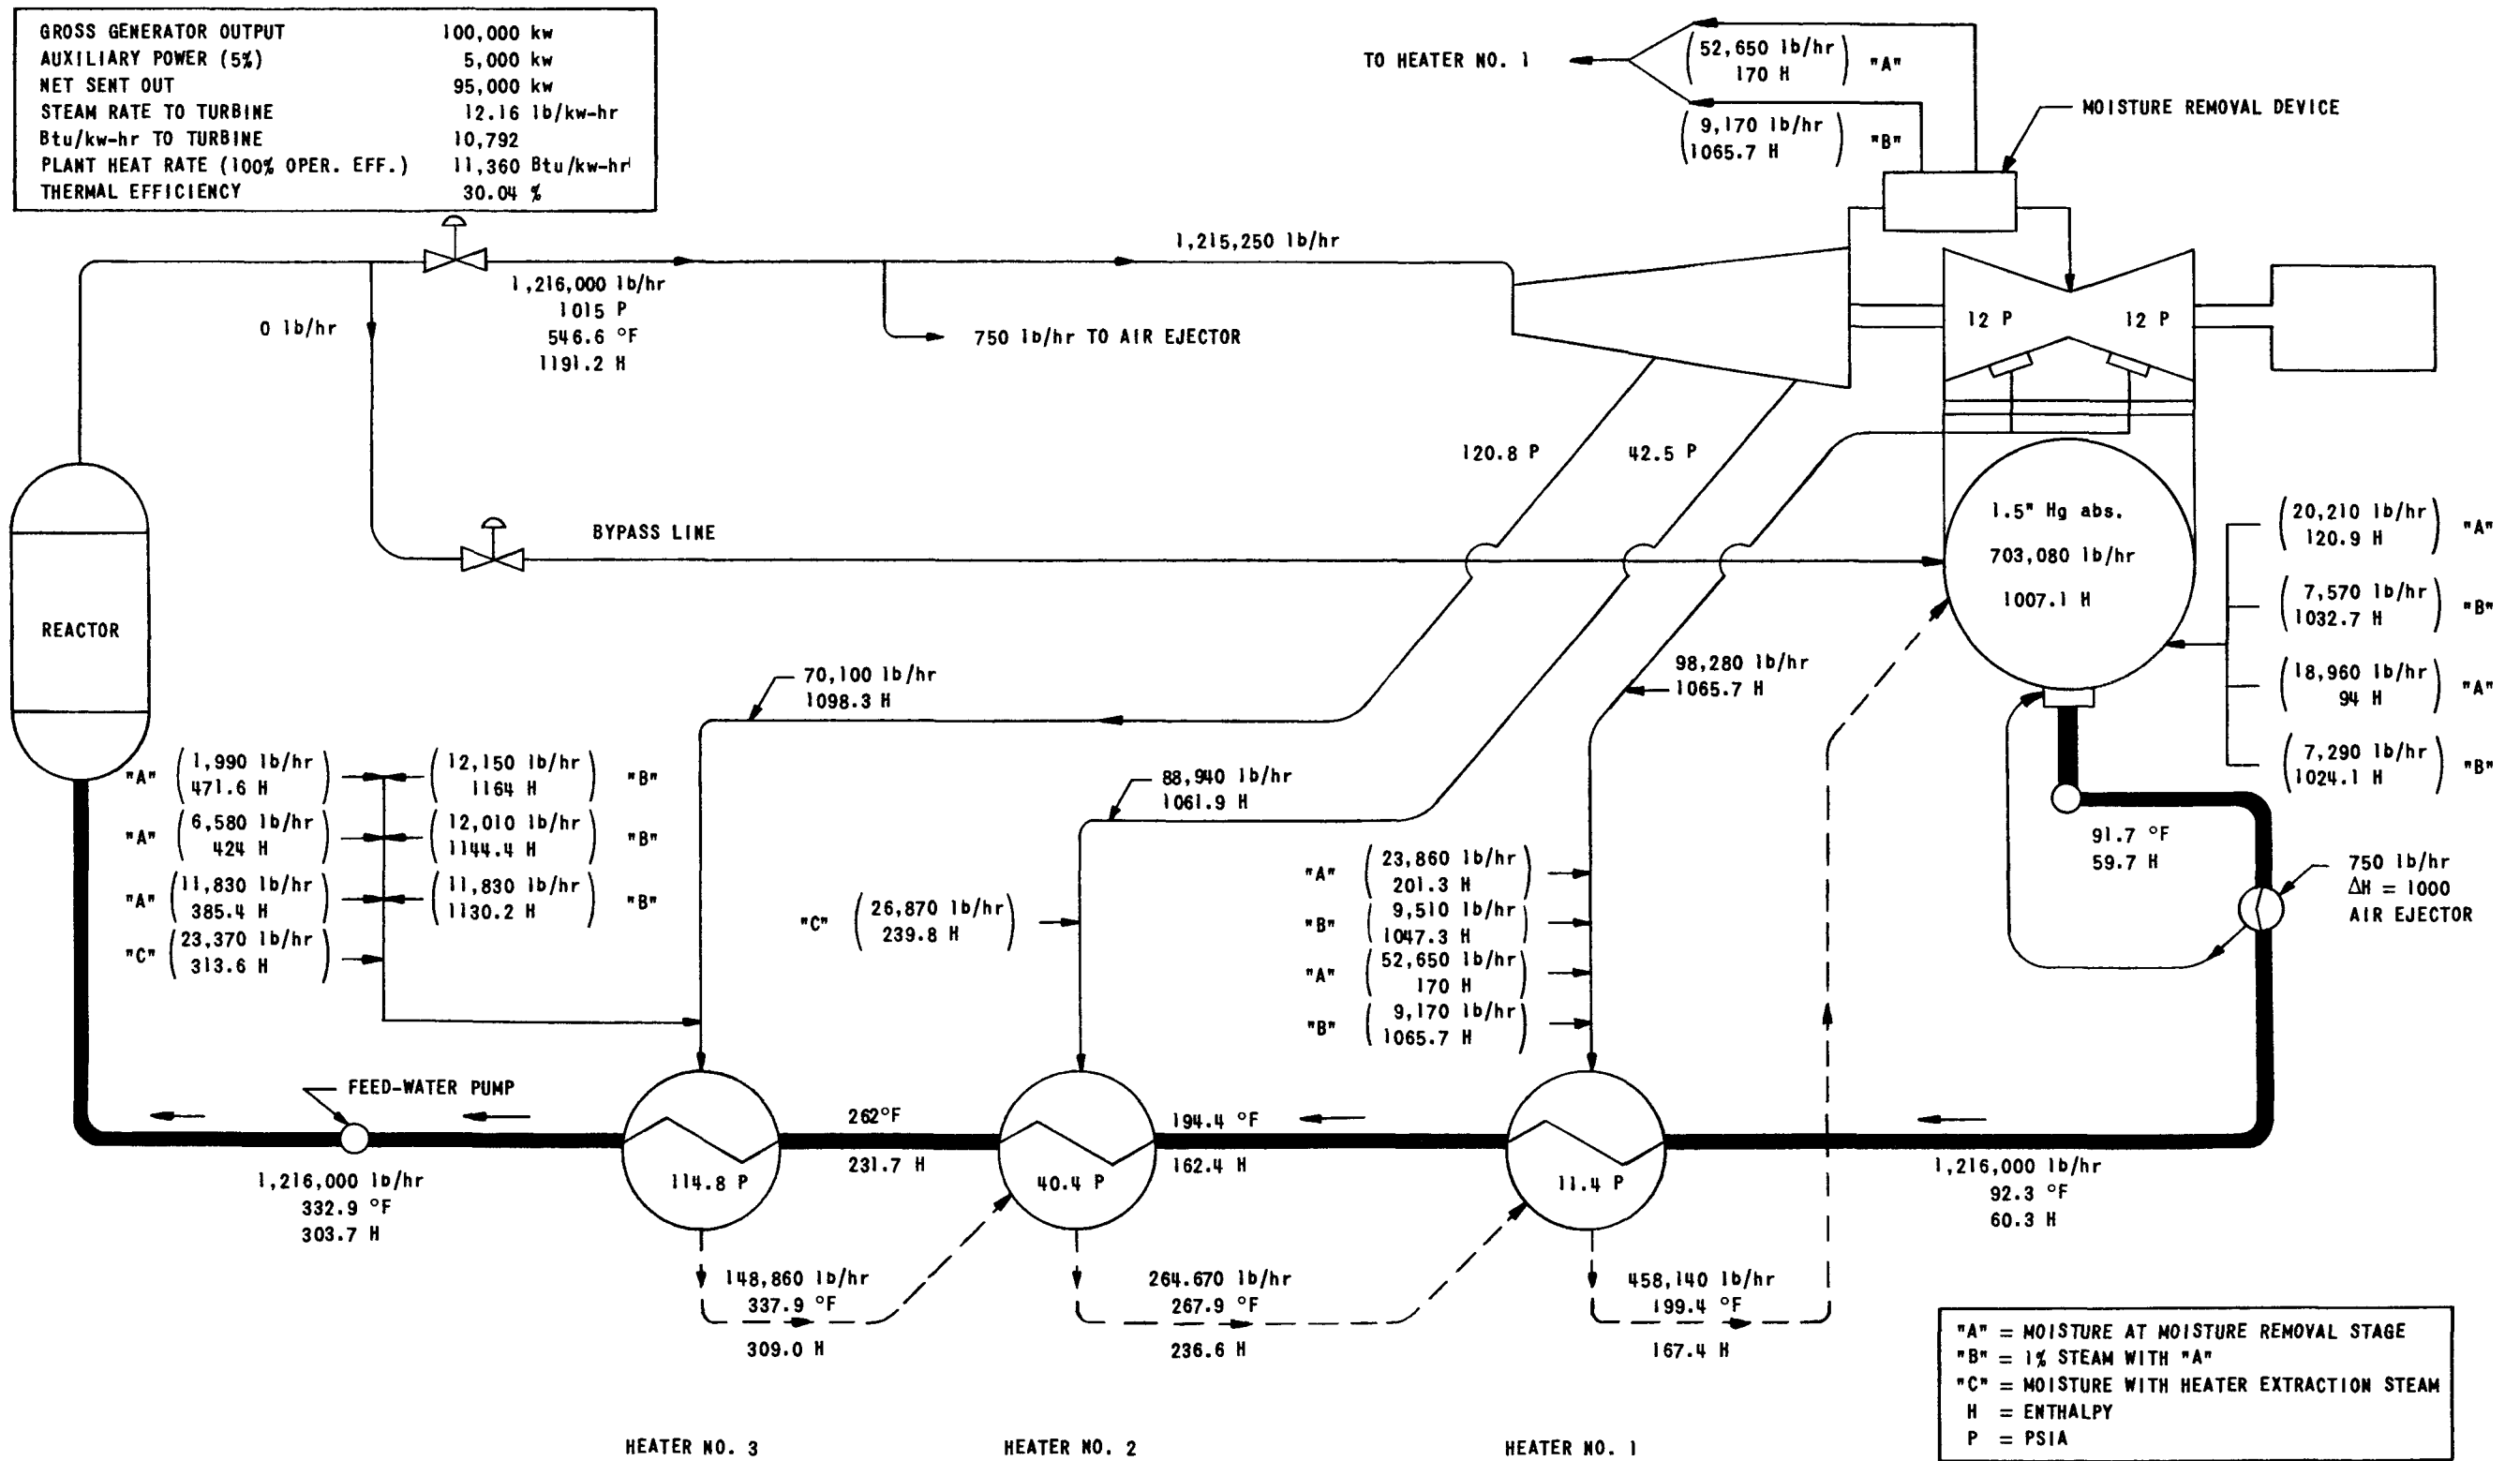 GROSS GENERATOR OUTPUT 100,000 kw
AUXILIARY POWER (5%) 5,000 kw
NET SENT OUT 95,000 kw
STEAM RATE TO TURBINE 12.16 lb/kw-hr
Btu/kw-hr TO TURBINE 10,792
PLANT HEAT RATE (100% OPER. EFF.) 11,360 Btu/kw-hr
THERMAL EFFICIENCY 30.04 %
TO HEATER NO. 1
(52,650 lb/hr
170 H) "A"
(9,170 lb/hr
1065.7 H) "B"
MOISTURE REMOVAL DEVICE
1,215,250 lb/hr
1,216,000 lb/hr
1015 P
546.6 °F
1191.2 H
0 lb/hr
750 lb/hr TO AIR EJECTOR
12 P
12 P
120.8 P
42.5 P
BYPASS LINE
REACTOR
1.5" Hg abs.
703,080 lb/hr
1007.1 H
(20,210 lb/hr
120.9 H) "A"
(7,570 lb/hr
1032.7 H) "B"
(18,960 lb/hr
94 H) "A"
(7,290 lb/hr
1024.1 H) "B"
70,100 lb/hr
1098.3 H
98,280 lb/hr
1065.7 H
88,940 lb/hr
1061.9 H
"A" (1,990 lb/hr
471.6 H)
(12,150 lb/hr
1164 H) "B"
"A" (6,580 lb/hr
424 H)
(12,010 lb/hr
1144.4 H) "B"
"A" (11,830 lb/hr
385.4 H)
(11,830 lb/hr
1130.2 H) "B"
"C" (23,370 lb/hr
313.6 H)
"C" (26,870 lb/hr
239.8 H)
"A" (23,860 lb/hr
201.3 H)
"B" (9,510 lb/hr
1047.3 H)
"A" (52,650 lb/hr
170 H)
"B" (9,170 lb/hr
1065.7 H)
91.7 °F
59.7 H
750 lb/hr
ΔH = 1000
AIR EJECTOR
FEED-WATER PUMP
1,216,000 lb/hr
332.9 °F
303.7 H
114.8 P
262°F
231.7 H
40.4 P
194.4 °F
162.4 H
11.4 P
1,216,000 lb/hr
92.3 °F
60.3 H
148,860 lb/hr
337.9 °F
309.0 H
264.670 lb/hr
267.9 °F
236.6 H
458,140 lb/hr
199.4 °F
167.4 H
HEATER NO. 3
HEATER NO. 2
HEATER NO. 1
"A" = MOISTURE AT MOISTURE REMOVAL STAGE
"B" = 1% STEAM WITH "A"
"C" = MOISTURE WITH HEATER EXTRACTION STEAM
H = ENTHALPY
P = PSIA